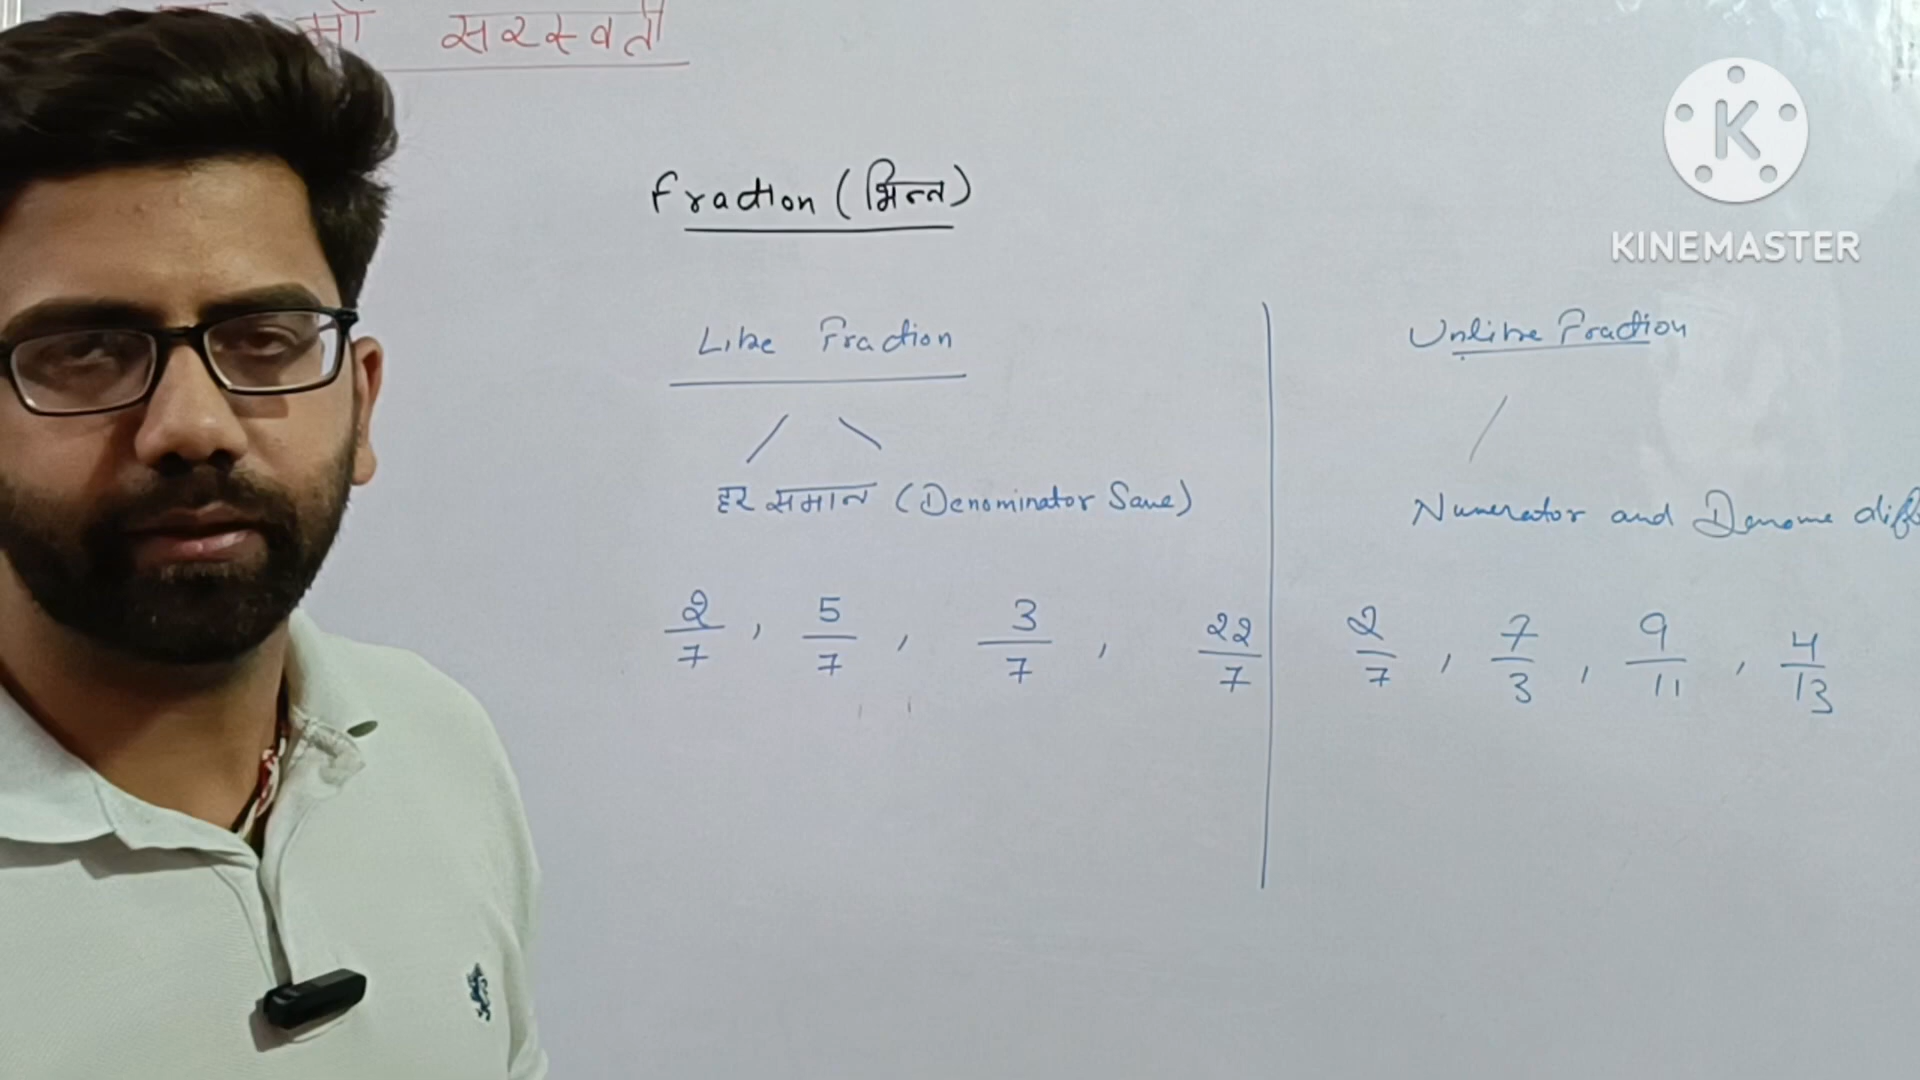 माँ सरस्वती
KINEMASTER
Fraction (भिन्न)
Like Fraction
Unlike Fraction
हर समान (Denominator Same)
Numerator and Denome diff
2/7 , 5/7 , 3/7 , 22/7
2/7 , 7/3 , 9/11 , 4/13